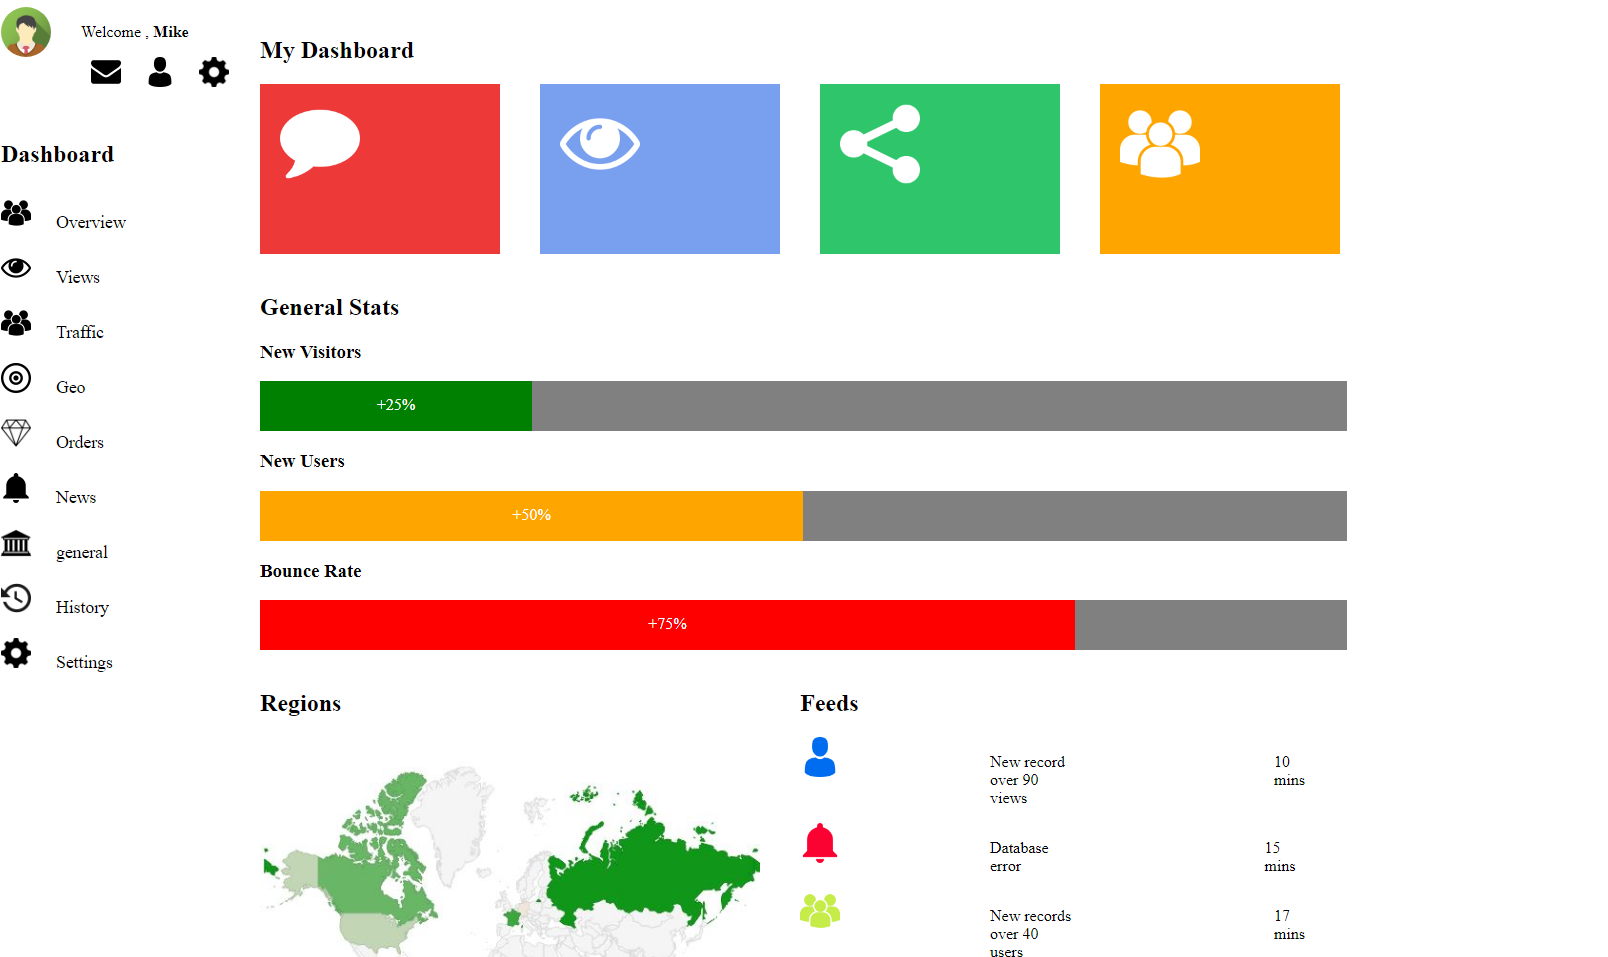 Welcome , Mike
Dashboard
Overview
Views
Traffic
Geo
Orders
News
general
History
Settings
My Dashboard
General Stats
New Visitors
+25%
New Users
+50%
Bounce Rate
+75%
Regions
Feeds
New record
over 90
views
10
mins
Database
error
15
mins
New records
over 40
users
17
mins